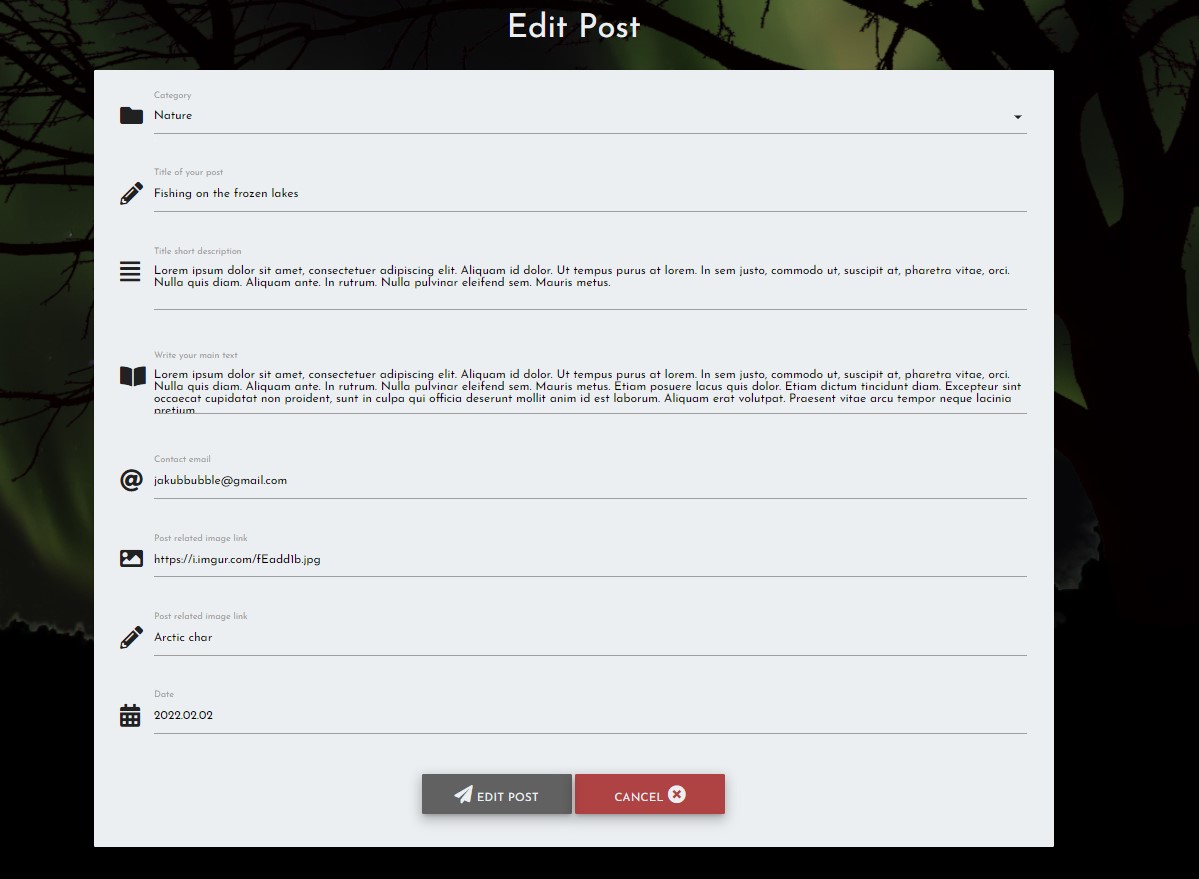 Edit Post
Category
Nature
Title of your post
Fishing on the frozen lakes
Title short description
Lorem ipsum dolor sit amet, consectetuer adipiscing elit. Aliquam id dolor. Ut tempus purus at lorem. In sem justo, commodo ut, suscipit at, pharetra vitae, orci.
Nulla quis diam. Aliquam ante. In rutrum. Nulla pulvinar eleifend sem. Mauris metus.
Write your main text
Lorem ipsum dolor sit amet, consectetuer adipiscing elit. Aliquam id dolor. Ut tempus purus at lorem. In sem justo, commodo ut, suscipit at, pharetra vitae, orci.
Nulla quis diam. Aliquam ante. In rutrum. Nulla pulvinar eleifend sem. Mauris metus. Etiam posuere lacus quis dolor. Etiam dictum tincidunt diam. Excepteur sint
occaecat cupidatat non proident, sunt in culpa qui officia deserunt mollit anim id est laborum. Aliquam erat volutpat. Praesent vitae arcu tempor neque lacinia
pretium.
Contact email
jakubbubble@gmail.com
Post related image link
https://i.imgur.com/fEadd1b.jpg
Post related image link
Arctic char
Date
2022.02.02
EDIT POST
CANCEL